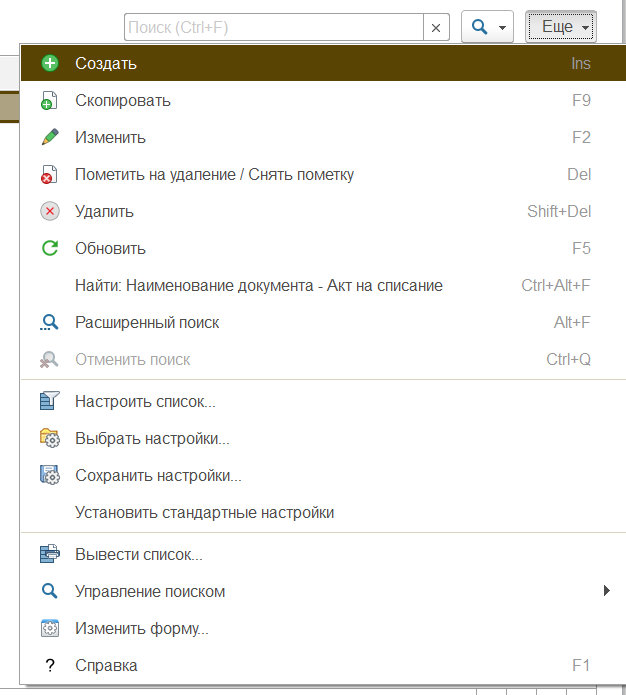 Поиск (Ctrl+F) × Еще
Создать Ins
Скопировать F9
Изменить F2
Пометить на удаление / Снять пометку Del
Удалить Shift+Del
Обновить F5
Найти: Наименование документа - Акт на списание Ctrl+Alt+F
Расширенный поиск Alt+F
Отменить поиск Ctrl+Q
Настроить список...
Выбрать настройки...
Сохранить настройки...
Установить стандартные настройки
Вывести список...
Управление поиском
Изменить форму...
? Справка F1